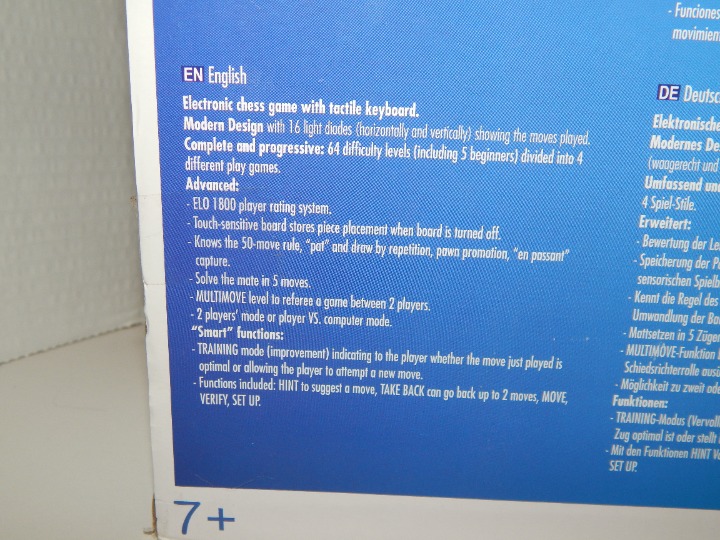 - Funciones
movimien
EN English
Electronic chess game with tactile keyboard.
Modern Design with 16 light diodes (horizontally and vertically) showing the moves played.
Complete and progressive: 64 difficulty levels (including 5 beginners) divided into 4
different play games.
Advanced:
- ELO 1800 player rating system.
- Touch-sensitive board stores piece placement when board is turned off.
- Knows the 50-move rule, "pat" and draw by repetition, pawn promotion, "en passant"
capture.
- Solve the mate in 5 moves.
- MULTIMOVE level to referee a game between 2 players.
- 2 players' mode or player VS. computer mode.
"Smart" functions:
- TRAINING mode (improvement) indicating to the player whether the move just played is
optimal or allowing the player to attempt a new move.
- Functions included: HINT to suggest a move, TAKE BACK can go back up to 2 moves, MOVE,
VERIFY, SET UP.
DE Deutsc
Elektronische
Modernes De
(waagerecht und
Umfassend un
4 Spiel-Stile.
Erweitert:
- Bewertung der Le
- Speicherung der P
sensorischen Spielb
- Kennt die Regel des
Umwandlung der Ba
- Mattsetzen in 5 Züge
- MULTIMOVE-Funktion
Schiedsrichterrolle ausü
- Möglichkeit zu zweit ode
Funktionen:
- TRAINING-Modus (Vervoll
Zug optimal ist oder stellt
- Mit den Funktionen HINT Vo
SET UP.
7+